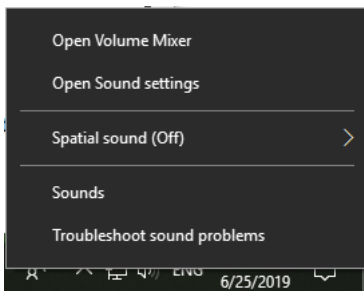 Open Volume Mixer
Open Sound settings
Spatial sound (Off)
Sounds
Troubleshoot sound problems
ENG
6/25/2019